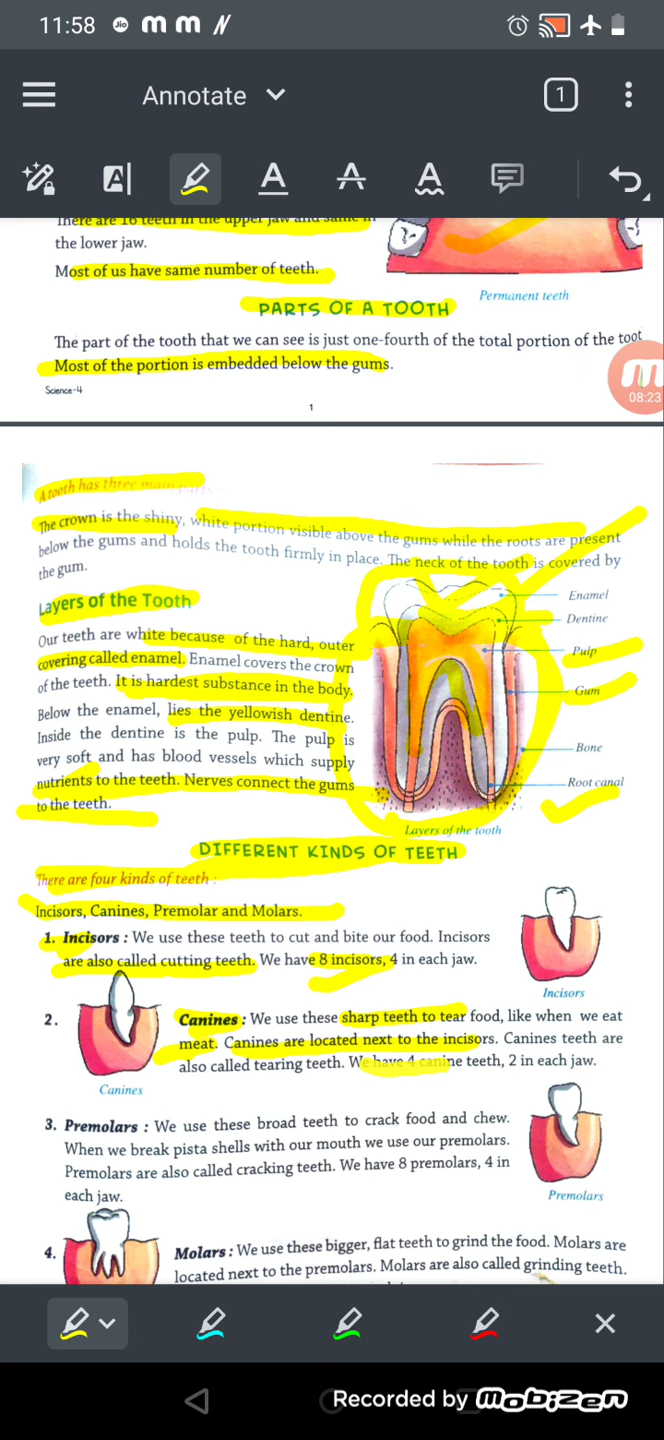 11:58 Jio m m N
Annotate
1
A A A A
There are 16 teeth in the upper jaw and same in
the lower jaw.
Most of us have same number of teeth.
Permanent teeth
PARTS OF A TOOTH
The part of the tooth that we can see is just one-fourth of the total portion of the toot
Most of the portion is embedded below the gums.
Science-4
m
08:23
1
A tooth has three main parts
The crown is the shiny, white portion visible above the gums while the roots are present
below the gums and holds the tooth firmly in place. The neck of the tooth is covered by
the gum.
Layers of the Tooth
Our teeth are white because of the hard, outer
covering called enamel. Enamel covers the crown
of the teeth. It is hardest substance in the body.
Below the enamel, lies the yellowish dentine.
Inside the dentine is the pulp. The pulp is
very soft and has blood vessels which supply
nutrients to the teeth. Nerves connect the gums
to the teeth.
Enamel
Dentine
Pulp
Gum
Bone
Root canal
Layers of the tooth
DIFFERENT KINDS OF TEETH
There are four kinds of teeth :
Incisors, Canines, Premolar and Molars.
1. Incisors : We use these teeth to cut and bite our food. Incisors
are also called cutting teeth. We have 8 incisors, 4 in each jaw.
Incisors
2. Canines : We use these sharp teeth to tear food, like when we eat
meat. Canines are located next to the incisors. Canines teeth are
also called tearing teeth. We have 4 canine teeth, 2 in each jaw.
Canines
3. Premolars : We use these broad teeth to crack food and chew.
When we break pista shells with our mouth we use our premolars.
Premolars are also called cracking teeth. We have 8 premolars, 4 in
each jaw.
Premolars
4. Molars : We use these bigger, flat teeth to grind the food. Molars are
located next to the premolars. Molars are also called grinding teeth.
Recorded by mobizen